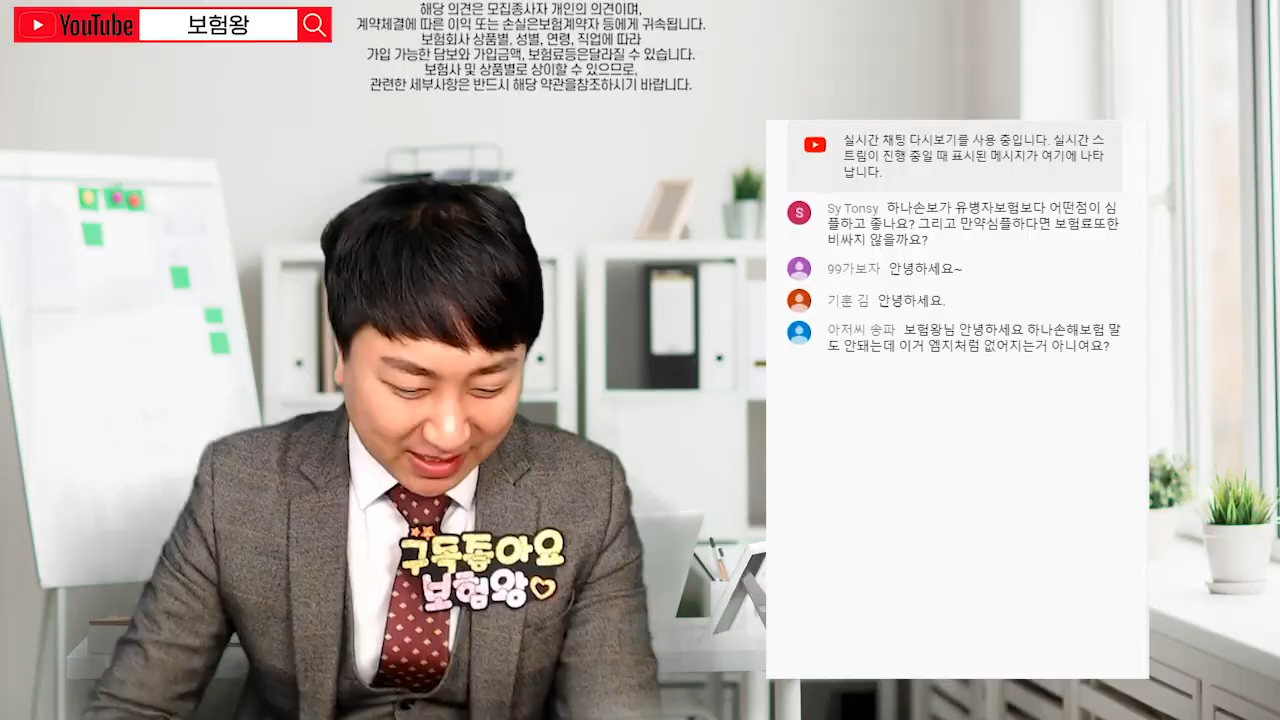 YouTube 보험왕
해당 의견은 모집종사자 개인의 의견이며,
계약체결에 따른 이익 또는 손실은보험계약자 등에게 귀속됩니다.
보험회사 상품별, 성별, 연령, 직업에 따라
가입 가능한 담보와 가입금액, 보험료등은달라질 수 있습니다.
보험사 및 상품별로 상이할 수 있으므로,
관련한 세부사항은 반드시 해당 약관을참조하시기 바랍니다.
실시간 채팅 다시보기를 사용 중입니다. 실시간 스
트림이 진행 중일 때 표시된 메시지가 여기에 나타
납니다.
S Sy Tonsy 하나손보가 유병자보험보다 어떤점이 심
플하고 좋나요? 그리고 만약심플하다면 보험료또한
비싸지 않을까요?
99가보자 안녕하세요~
기훈 김 안녕하세요.
아저씨 송파 보험왕님 안녕하세요 하나손해보험 말
도 안돼는데 이거 엠지처럼 없어지는거 아니여요?
구독좋아요
보험왕